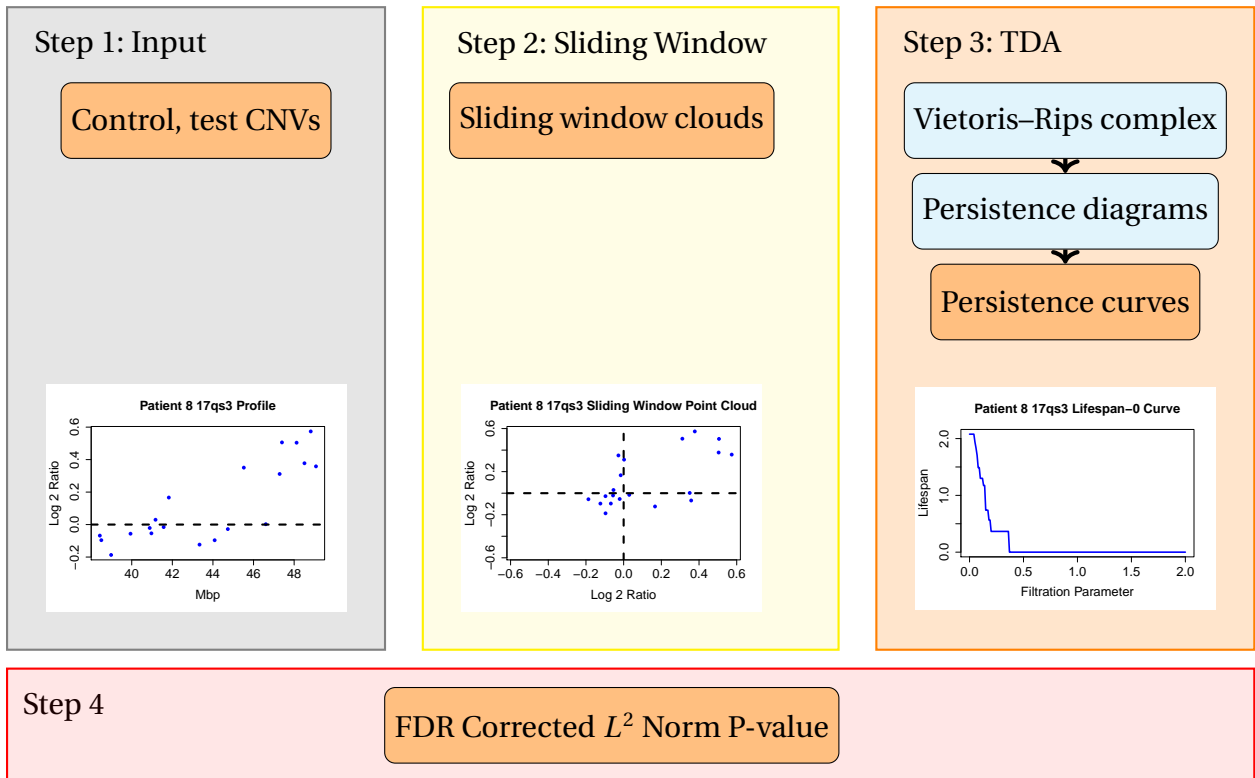 Step 1: Input
Control, test CNVs
Patient 8 17qs3 Profile
Log 2 Ratio
0.6
0.4
0.2
0.0
−0.2
40 42 44 46 48
Mbp
Step 2: Sliding Window
Sliding window clouds
Patient 8 17qs3 Sliding Window Point Cloud
Log 2 Ratio
0.6
0.2
−0.2
−0.6
−0.6 −0.4 −0.2 0.0 0.2 0.4 0.6
Log 2 Ratio
Step 3: TDA
Vietoris–Rips complex
Persistence diagrams
Persistence curves
Patient 8 17qs3 Lifespan−0 Curve
Lifespan
2.0
1.0
0.0
0.0 0.5 1.0 1.5 2.0
Filtration Parameter
Step 4
FDR Corrected L² Norm P-value